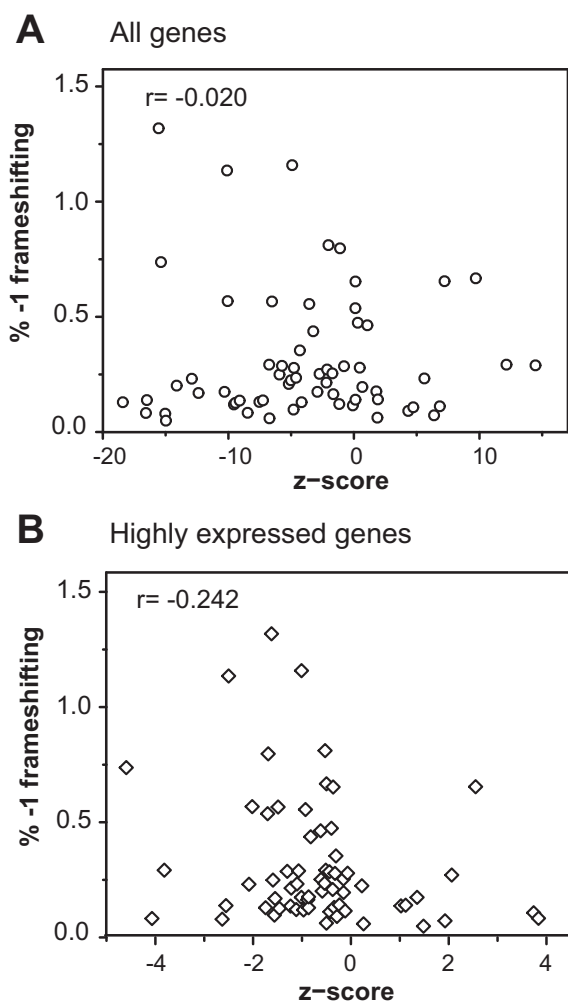 A All genes
r= -0.020
% -1 frameshifting
1.5
1.0
0.5
0.0
-20 -10 0 10
z-score
B Highly expressed genes
r= -0.242
% -1 frameshifting
1.5
1.0
0.5
0.0
-4 -2 0 2 4
z-score